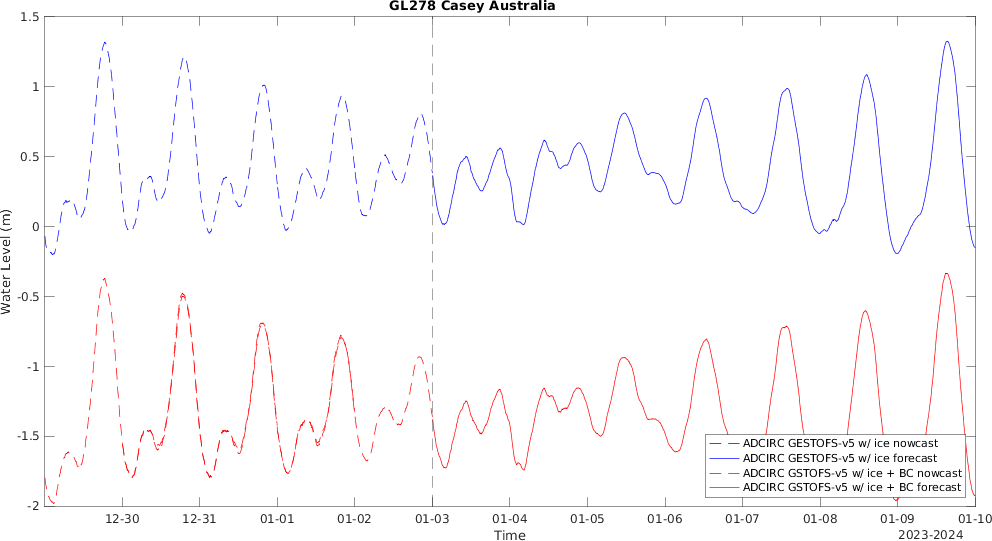 GL278 Casey Australia
1.5
1
0.5
0
-0.5
-1
-1.5
-2
Water Level (m)
ADCIRC GESTOFS-v5 w/ ice nowcast
ADCIRC GESTOFS-v5 w/ ice forecast
ADCIRC GSTOFS-v5 w/ ice + BC nowcast
ADCIRC GSTOFS-v5 w/ ice + BC forecast
12-30 12-31 01-01 01-02 01-03 01-04 01-05 01-06 01-07 01-08 01-09 01-10
Time
2023-2024